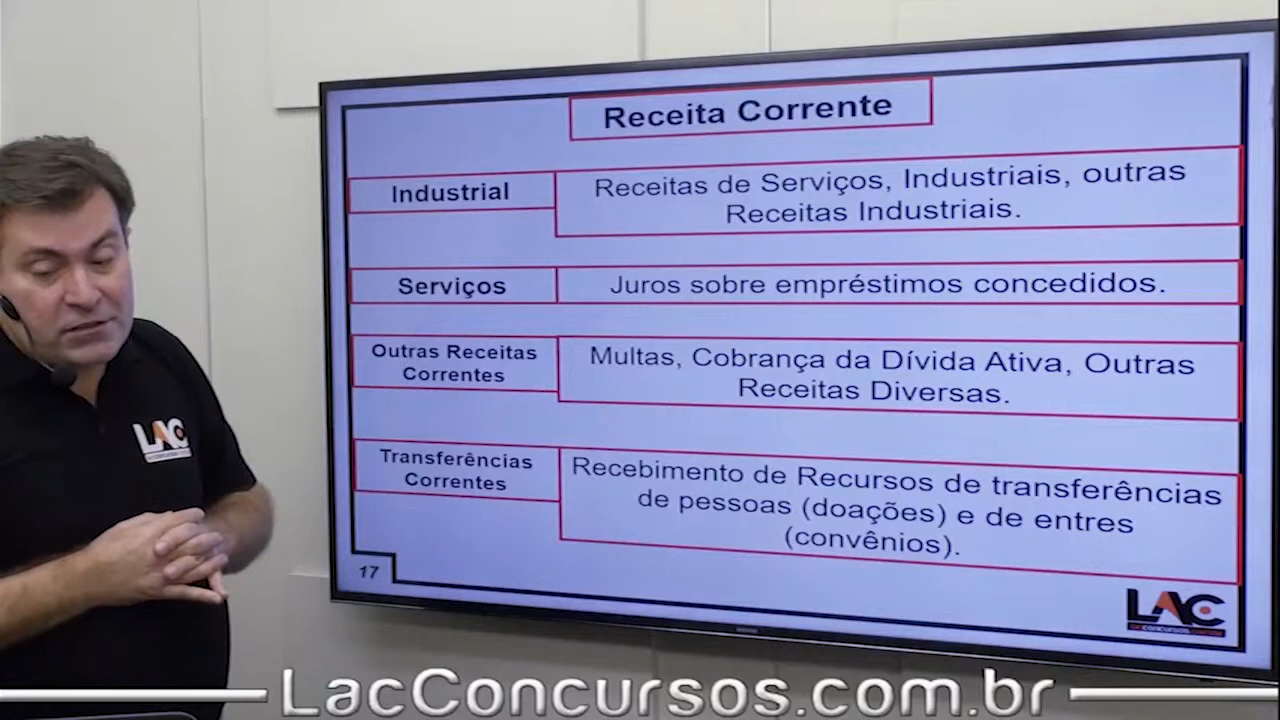 Receita Corrente
Industrial
Receitas de Serviços, Industriais, outras
Receitas Industriais.
Serviços
Juros sobre empréstimos concedidos.
Outras Receitas
Correntes
Multas, Cobrança da Dívida Ativa, Outras
Receitas Diversas.
Transferências
Correntes
Recebimento de Recursos de transferências
de pessoas (doações) e de entres
(convênios).
17
LAC
LAC
LacConcursos.com.br